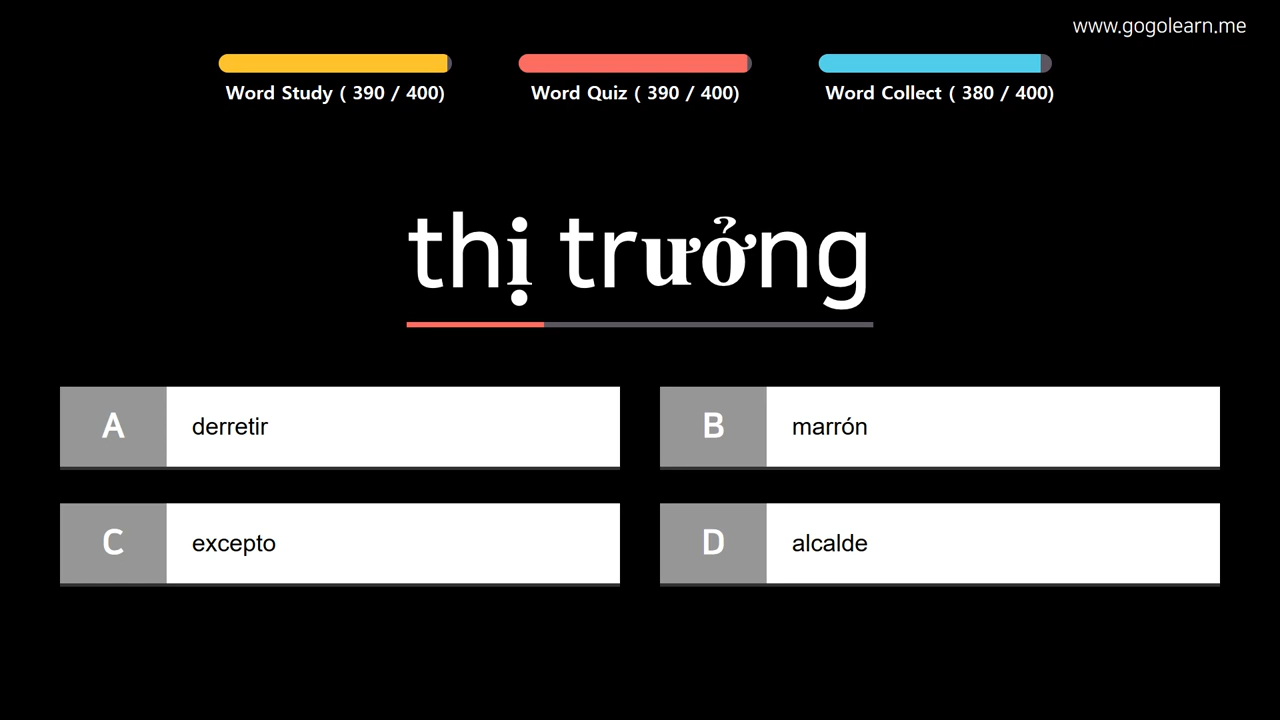 www.gogolearn.me
Word Study ( 390 / 400)
Word Quiz ( 390 / 400)
Word Collect ( 380 / 400)
thị trưởng
A derretir
B marrón
C excepto
D alcalde